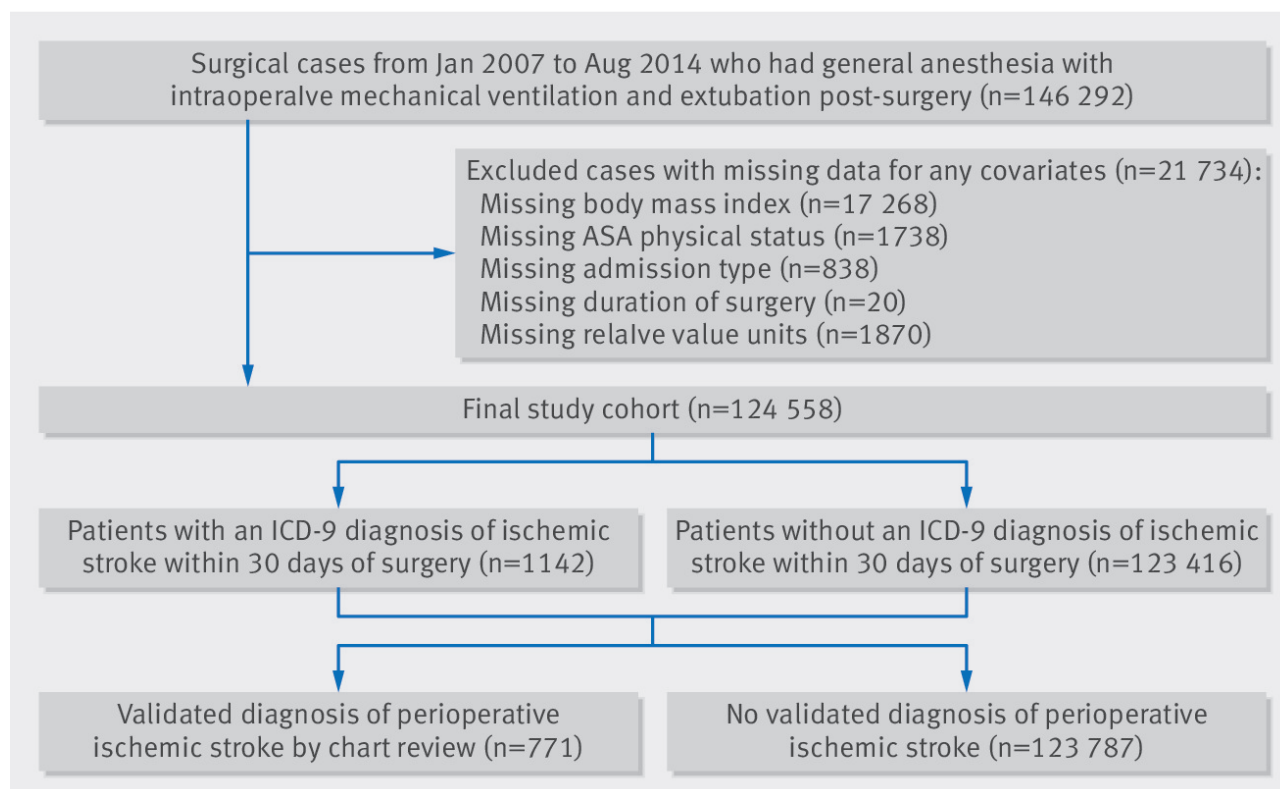 Surgical cases from Jan 2007 to Aug 2014 who had general anesthesia with
intraoperaIve mechanical ventilation and extubation post-surgery (n=146 292)
Excluded cases with missing data for any covariates (n=21 734):
Missing body mass index (n=17 268)
Missing ASA physical status (n=1738)
Missing admission type (n=838)
Missing duration of surgery (n=20)
Missing relaIve value units (n=1870)
Final study cohort (n=124 558)
Patients with an ICD-9 diagnosis of ischemic
stroke within 30 days of surgery (n=1142)
Patients without an ICD-9 diagnosis of ischemic
stroke within 30 days of surgery (n=123 416)
Validated diagnosis of perioperative
ischemic stroke by chart review (n=771)
No validated diagnosis of perioperative
ischemic stroke (n=123 787)